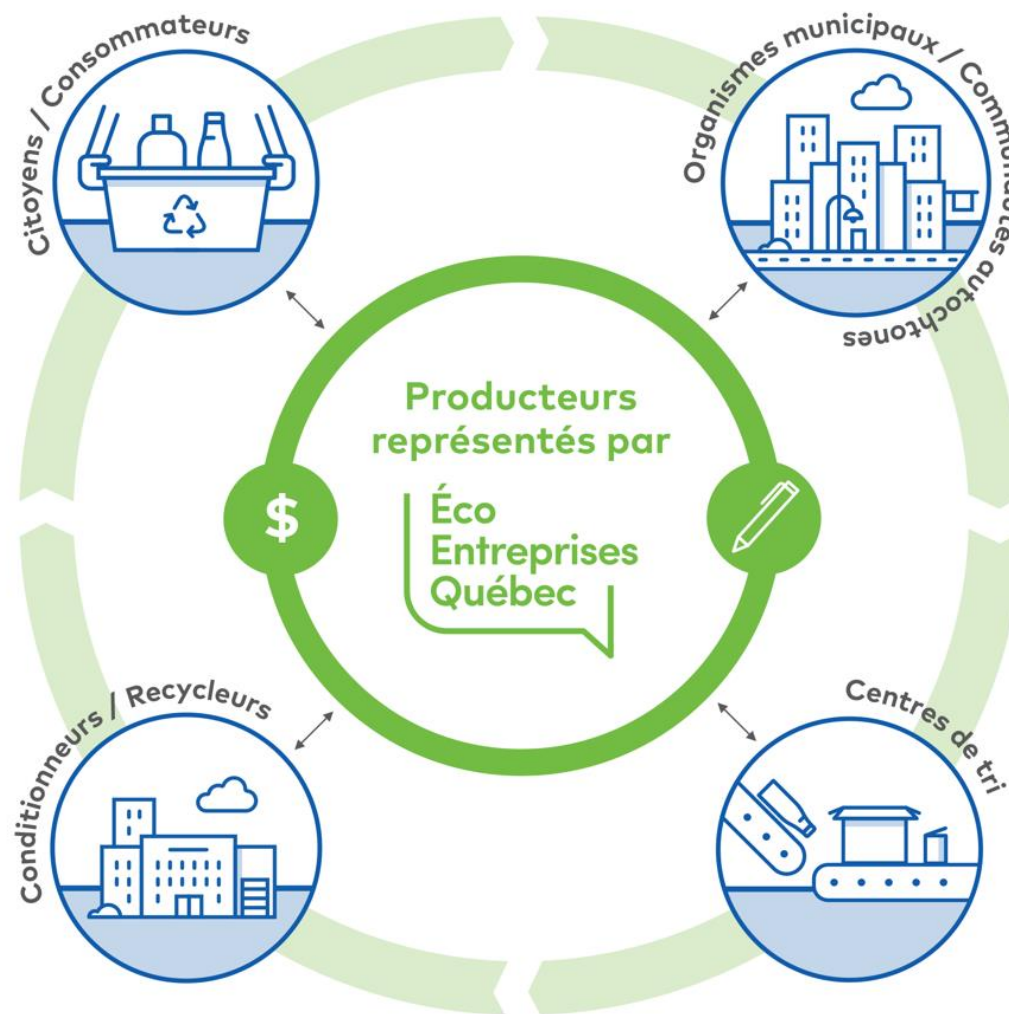 Citoyens / Consommateurs
Organismes municipaux / Communautés autochtones
Producteurs
représentés par
Éco
Entreprises
Québec
$
Conditionneurs / Recycleurs
Centres de tri